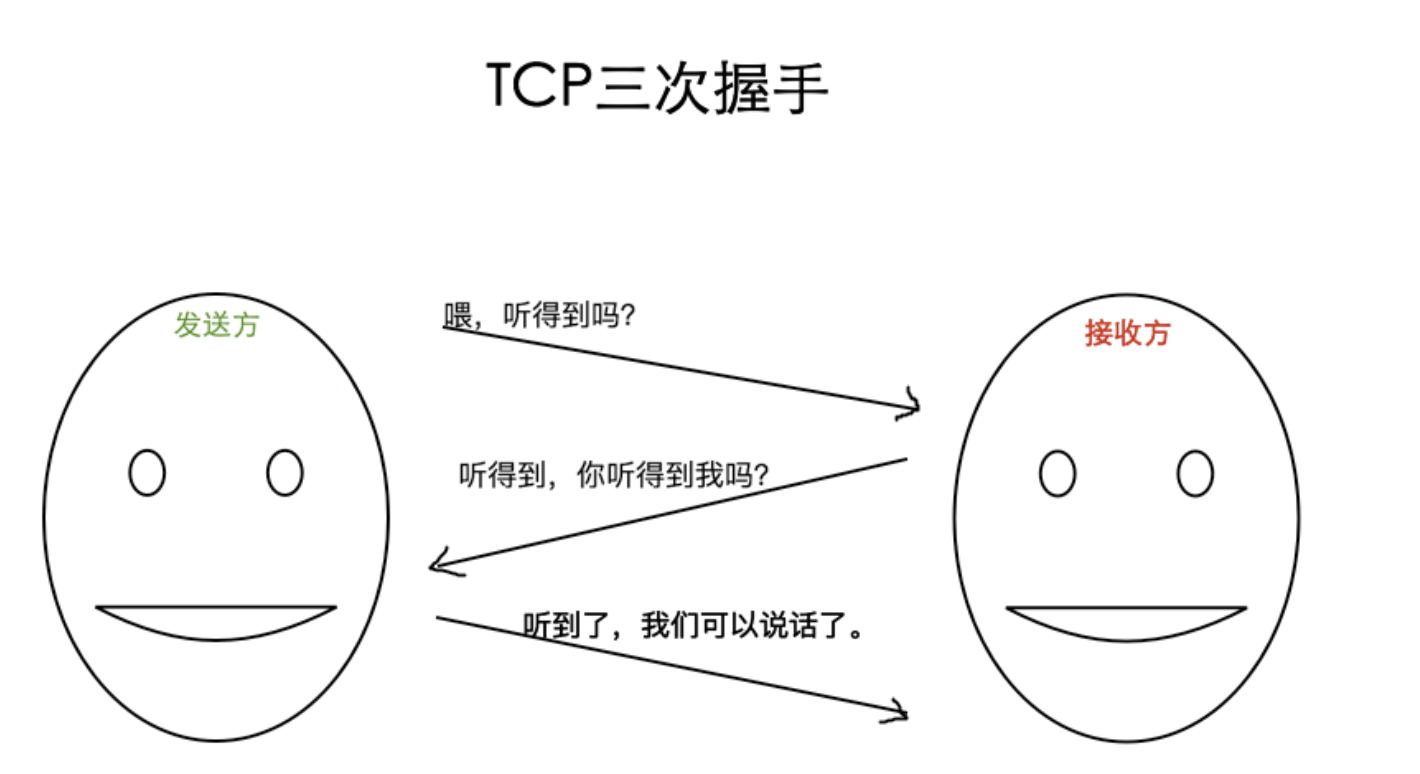 TCP三次握手
发送方
接收方
喂，听得到吗？
听得到，你听得到我吗？
听到了，我们可以说话了。